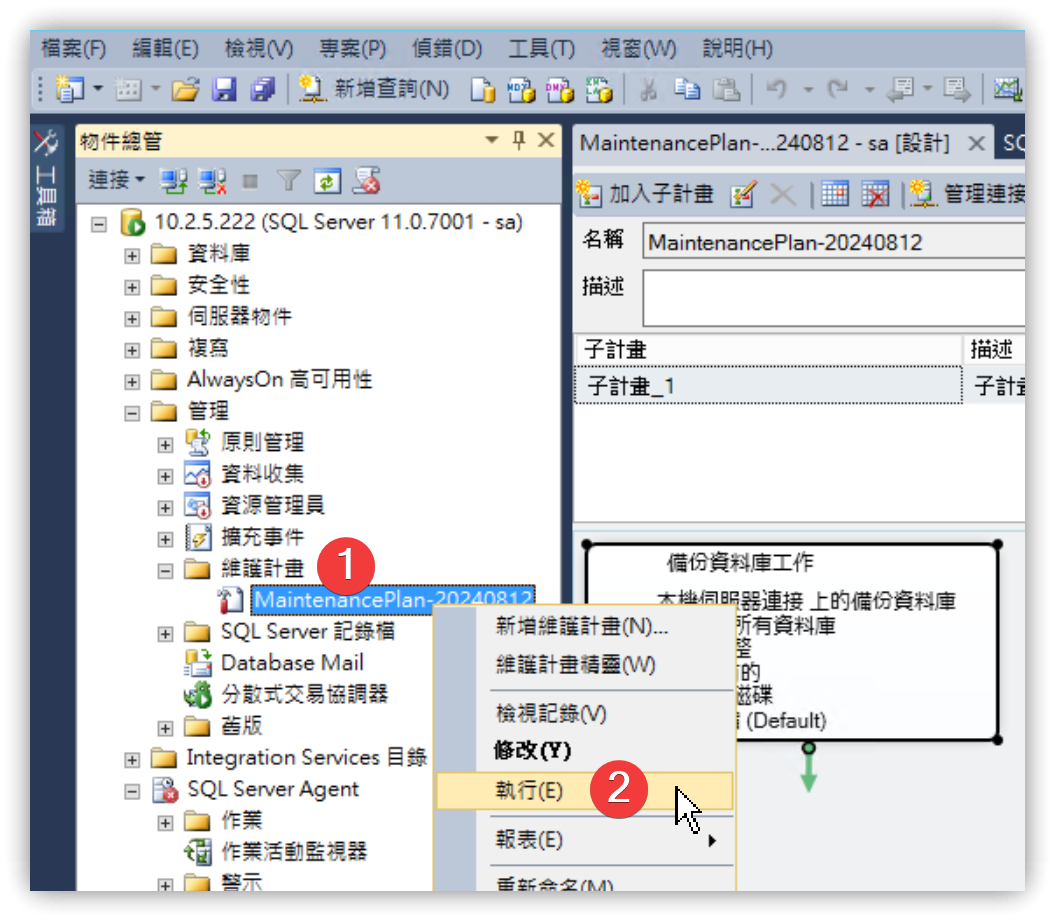 檔案(F) 編輯(E) 檢視(V) 專案(P) 偵錯(D) 工具(T) 視窗(W) 說明(H)
新增查詢(N)
工具箱
物件總管
連接
10.2.5.222 (SQL Server 11.0.7001 - sa)
資料庫
安全性
伺服器物件
複寫
AlwaysOn 高可用性
管理
原則管理
資料收集
資源管理員
擴充事件
維護計畫 1
MaintenancePlan-20240812
SQL Server 記錄檔
Database Mail
分散式交易協調器
舊版
Integration Services 目錄
SQL Server Agent
作業
作業活動監視器
警示
新增維護計畫(N)...
維護計畫精靈(W)
檢視記錄(V)
修改(Y)
執行(E) 2
報表(E)
重新命名(M)
MaintenancePlan-...240812 - sa [設計]
加入子計畫 管理連接
名稱 MaintenancePlan-20240812
描述
子計畫 描述
子計畫_1 子計畫
備份資料庫工作
本機伺服器連接 上的備份資料庫
所有資料庫
整
的
磁碟
(Default)